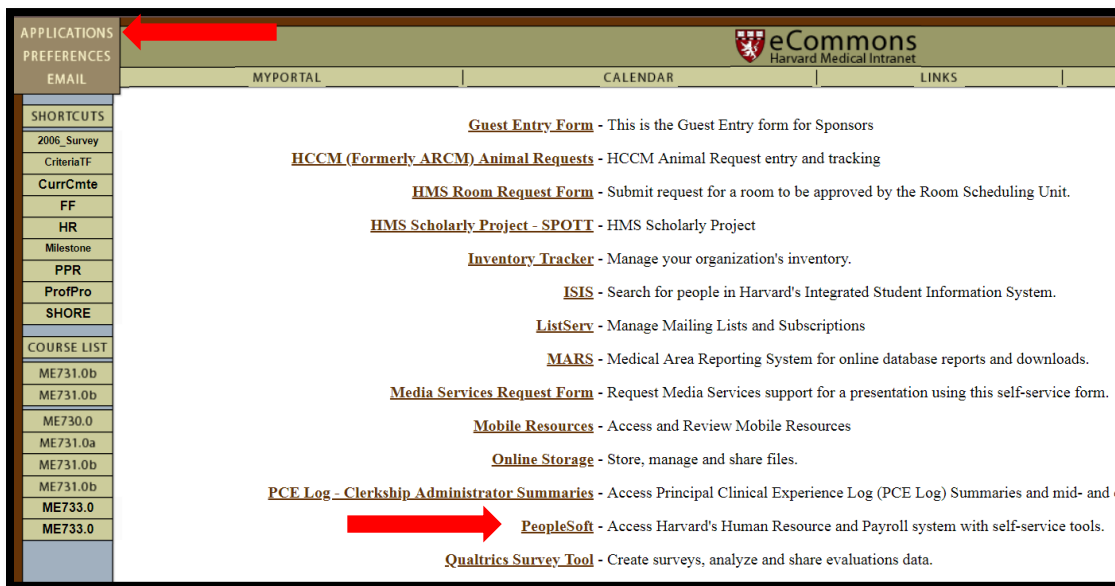 APPLICATIONS
PREFERENCES
EMAIL
eCommons
Harvard Medical Intranet
MYPORTAL | CALENDAR | LINKS |
SHORTCUTS
2006_Survey
CriteriaTF
CurrCmte
FF
HR
Milestone
PPR
ProfPro
SHORE
COURSE LIST
ME731.0b
ME731.0b
ME730.0
ME731.0a
ME731.0b
ME731.0b
ME733.0
ME733.0
Guest Entry Form - This is the Guest Entry form for Sponsors
HCCM (Formerly ARCM) Animal Requests - HCCM Animal Request entry and tracking
HMS Room Request Form - Submit request for a room to be approved by the Room Scheduling Unit.
HMS Scholarly Project - SPOTT - HMS Scholarly Project
Inventory Tracker - Manage your organization's inventory.
ISIS - Search for people in Harvard's Integrated Student Information System.
ListServ - Manage Mailing Lists and Subscriptions
MARS - Medical Area Reporting System for online database reports and downloads.
Media Services Request Form - Request Media Services support for a presentation using this self-service form.
Mobile Resources - Access and Review Mobile Resources
Online Storage - Store, manage and share files.
PCE Log - Clerkship Administrator Summaries - Access Principal Clinical Experience Log (PCE Log) Summaries and mid- and
PeopleSoft - Access Harvard's Human Resource and Payroll system with self-service tools.
Qualtrics Survey Tool - Create surveys, analyze and share evaluations data.